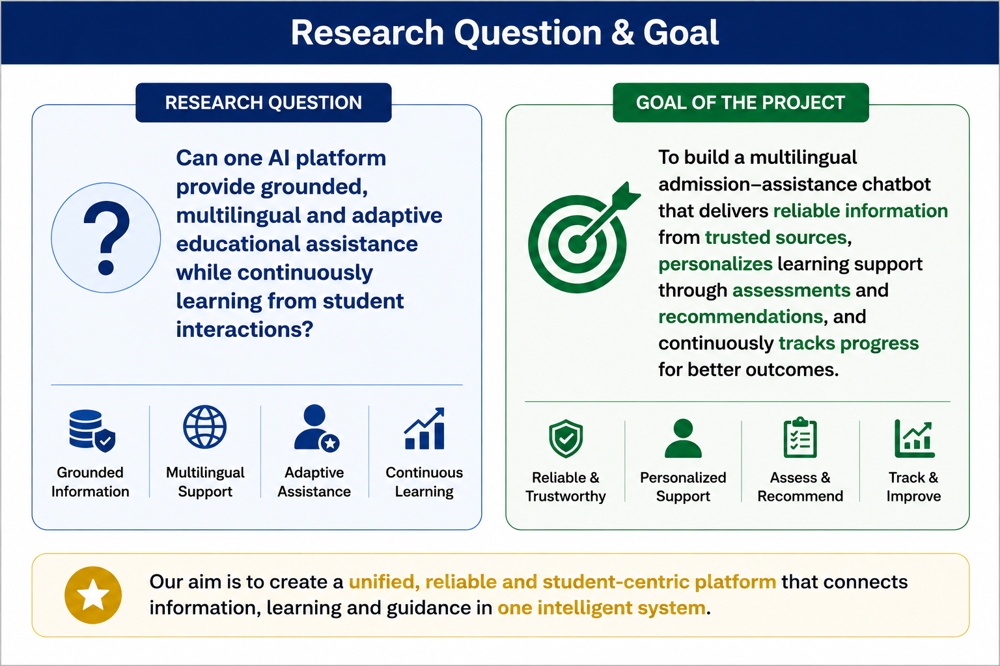 Research Question & Goal
RESEARCH QUESTION
Can one AI platform
provide grounded,
multilingual and adaptive
educational assistance
while continuously
learning from student
interactions?
Grounded
Information
Multilingual
Support
Adaptive
Assistance
Continuous
Learning
GOAL OF THE PROJECT
To build a multilingual
admission–assistance chatbot
that delivers reliable information
from trusted sources,
personalizes learning support
through assessments and
recommendations, and
continuously tracks progress
for better outcomes.
Reliable &
Trustworthy
Personalized
Support
Assess &
Recommend
Track &
Improve
Our aim is to create a unified, reliable and student-centric platform that connects
information, learning and guidance in one intelligent system.